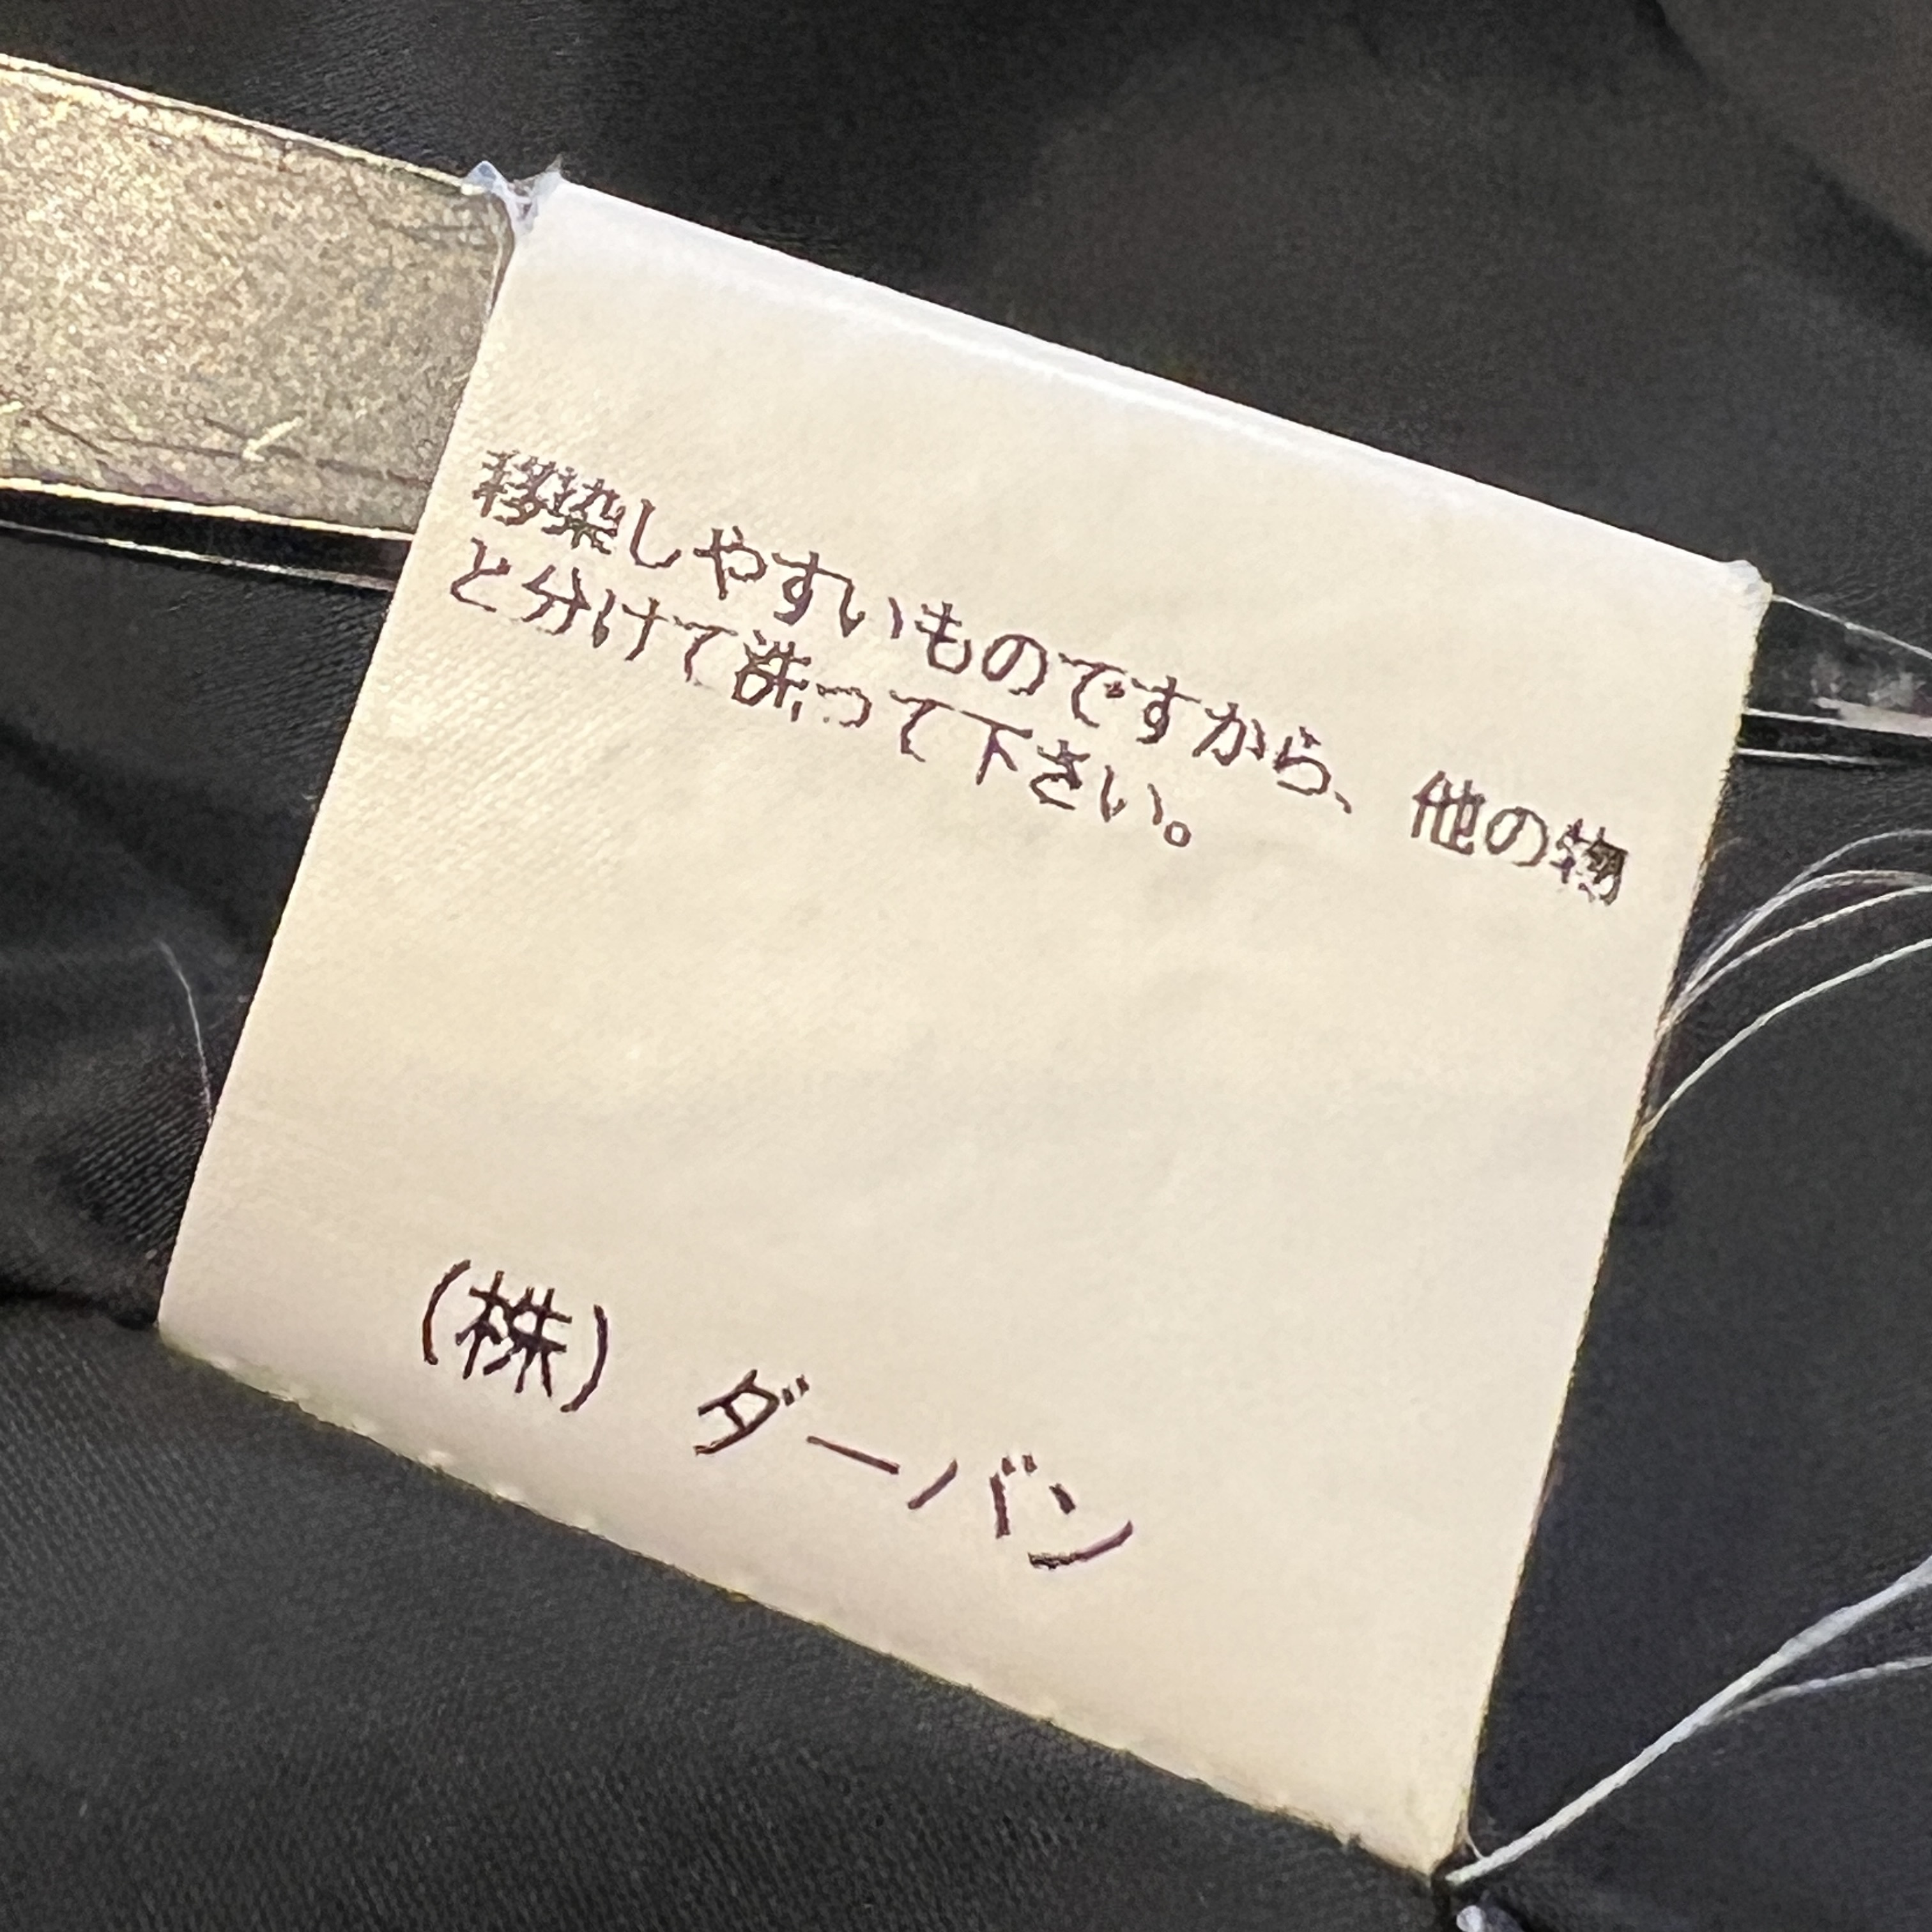 移染しやすいものですから、他の物
と分けて洗って下さい。
(株) ダーバン